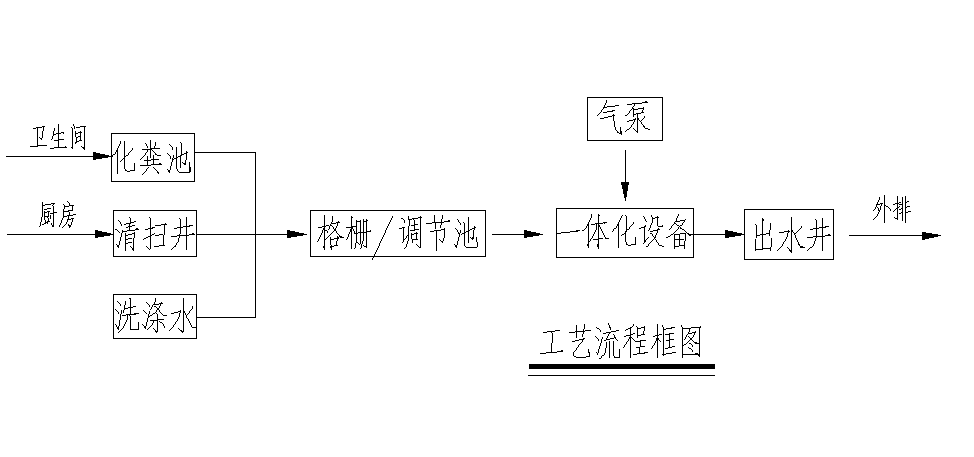 气泵
卫生间
化粪池
厨房
清扫井
格栅/调节池
一体化设备
出水井
外排
洗涤水
工艺流程框图